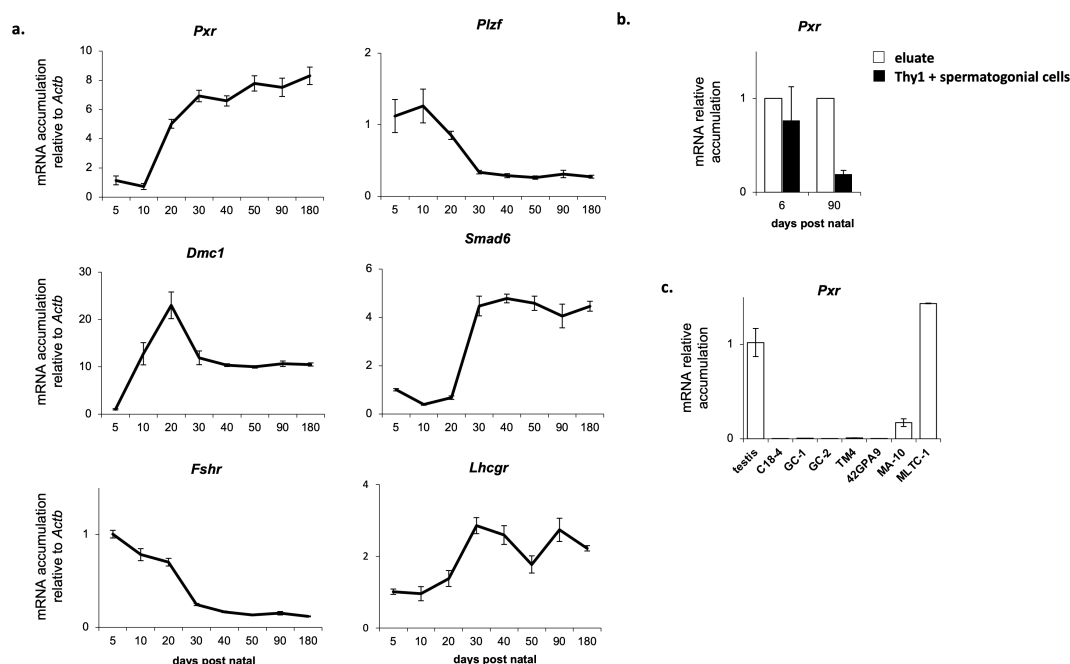 a.
Pxr
mRNA accumulation
relative to Actb
10
8
6
4
2
0
5 10 20 30 40 50 90 180
Plzf
2
1
0
5 10 20 30 40 50 90 180
Dmc1
mRNA accumulation
relative to Actb
30
20
10
0
5 10 20 30 40 50 90 180
Smad6
6
4
2
0
5 10 20 30 40 50 90 180
Fshr
mRNA accumulation
relative to Actb
1
0
5 10 20 30 40 50 90 180
days post natal
Lhcgr
4
2
0
5 10 20 30 40 50 90 180
days post natal
b.
Pxr
eluate
Thy1 + spermatogonial cells
mRNA relative
accumulation
1
0
6 90
days post natal
c.
Pxr
mRNA relative
accumulation
1
0
testis C18-4 GC-1 GC-2 TM4 42GPA9 MA-10 MLTC-1